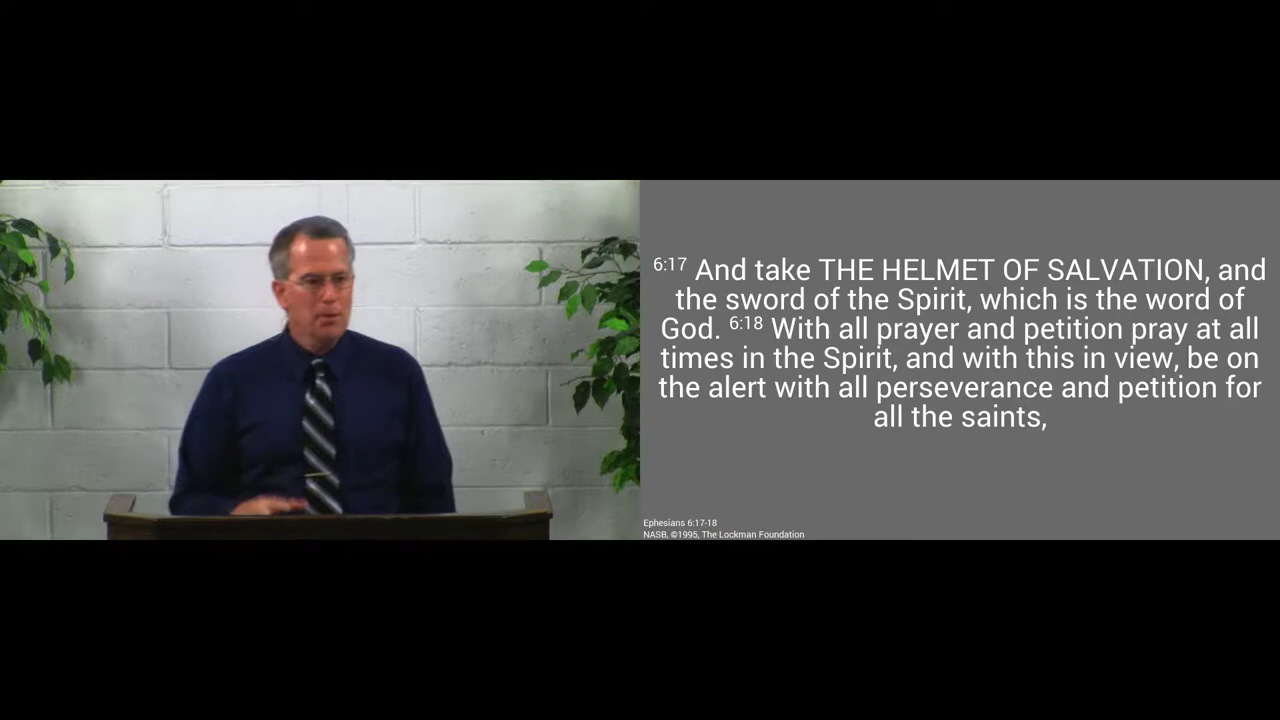 6:17 And take THE HELMET OF SALVATION, and
the sword of the Spirit, which is the word of
God. 6:18 With all prayer and petition pray at all
times in the Spirit, and with this in view, be on
the alert with all perseverance and petition for
all the saints,
Ephesians 6:17-18
NASB, ©1995, The Lockman Foundation